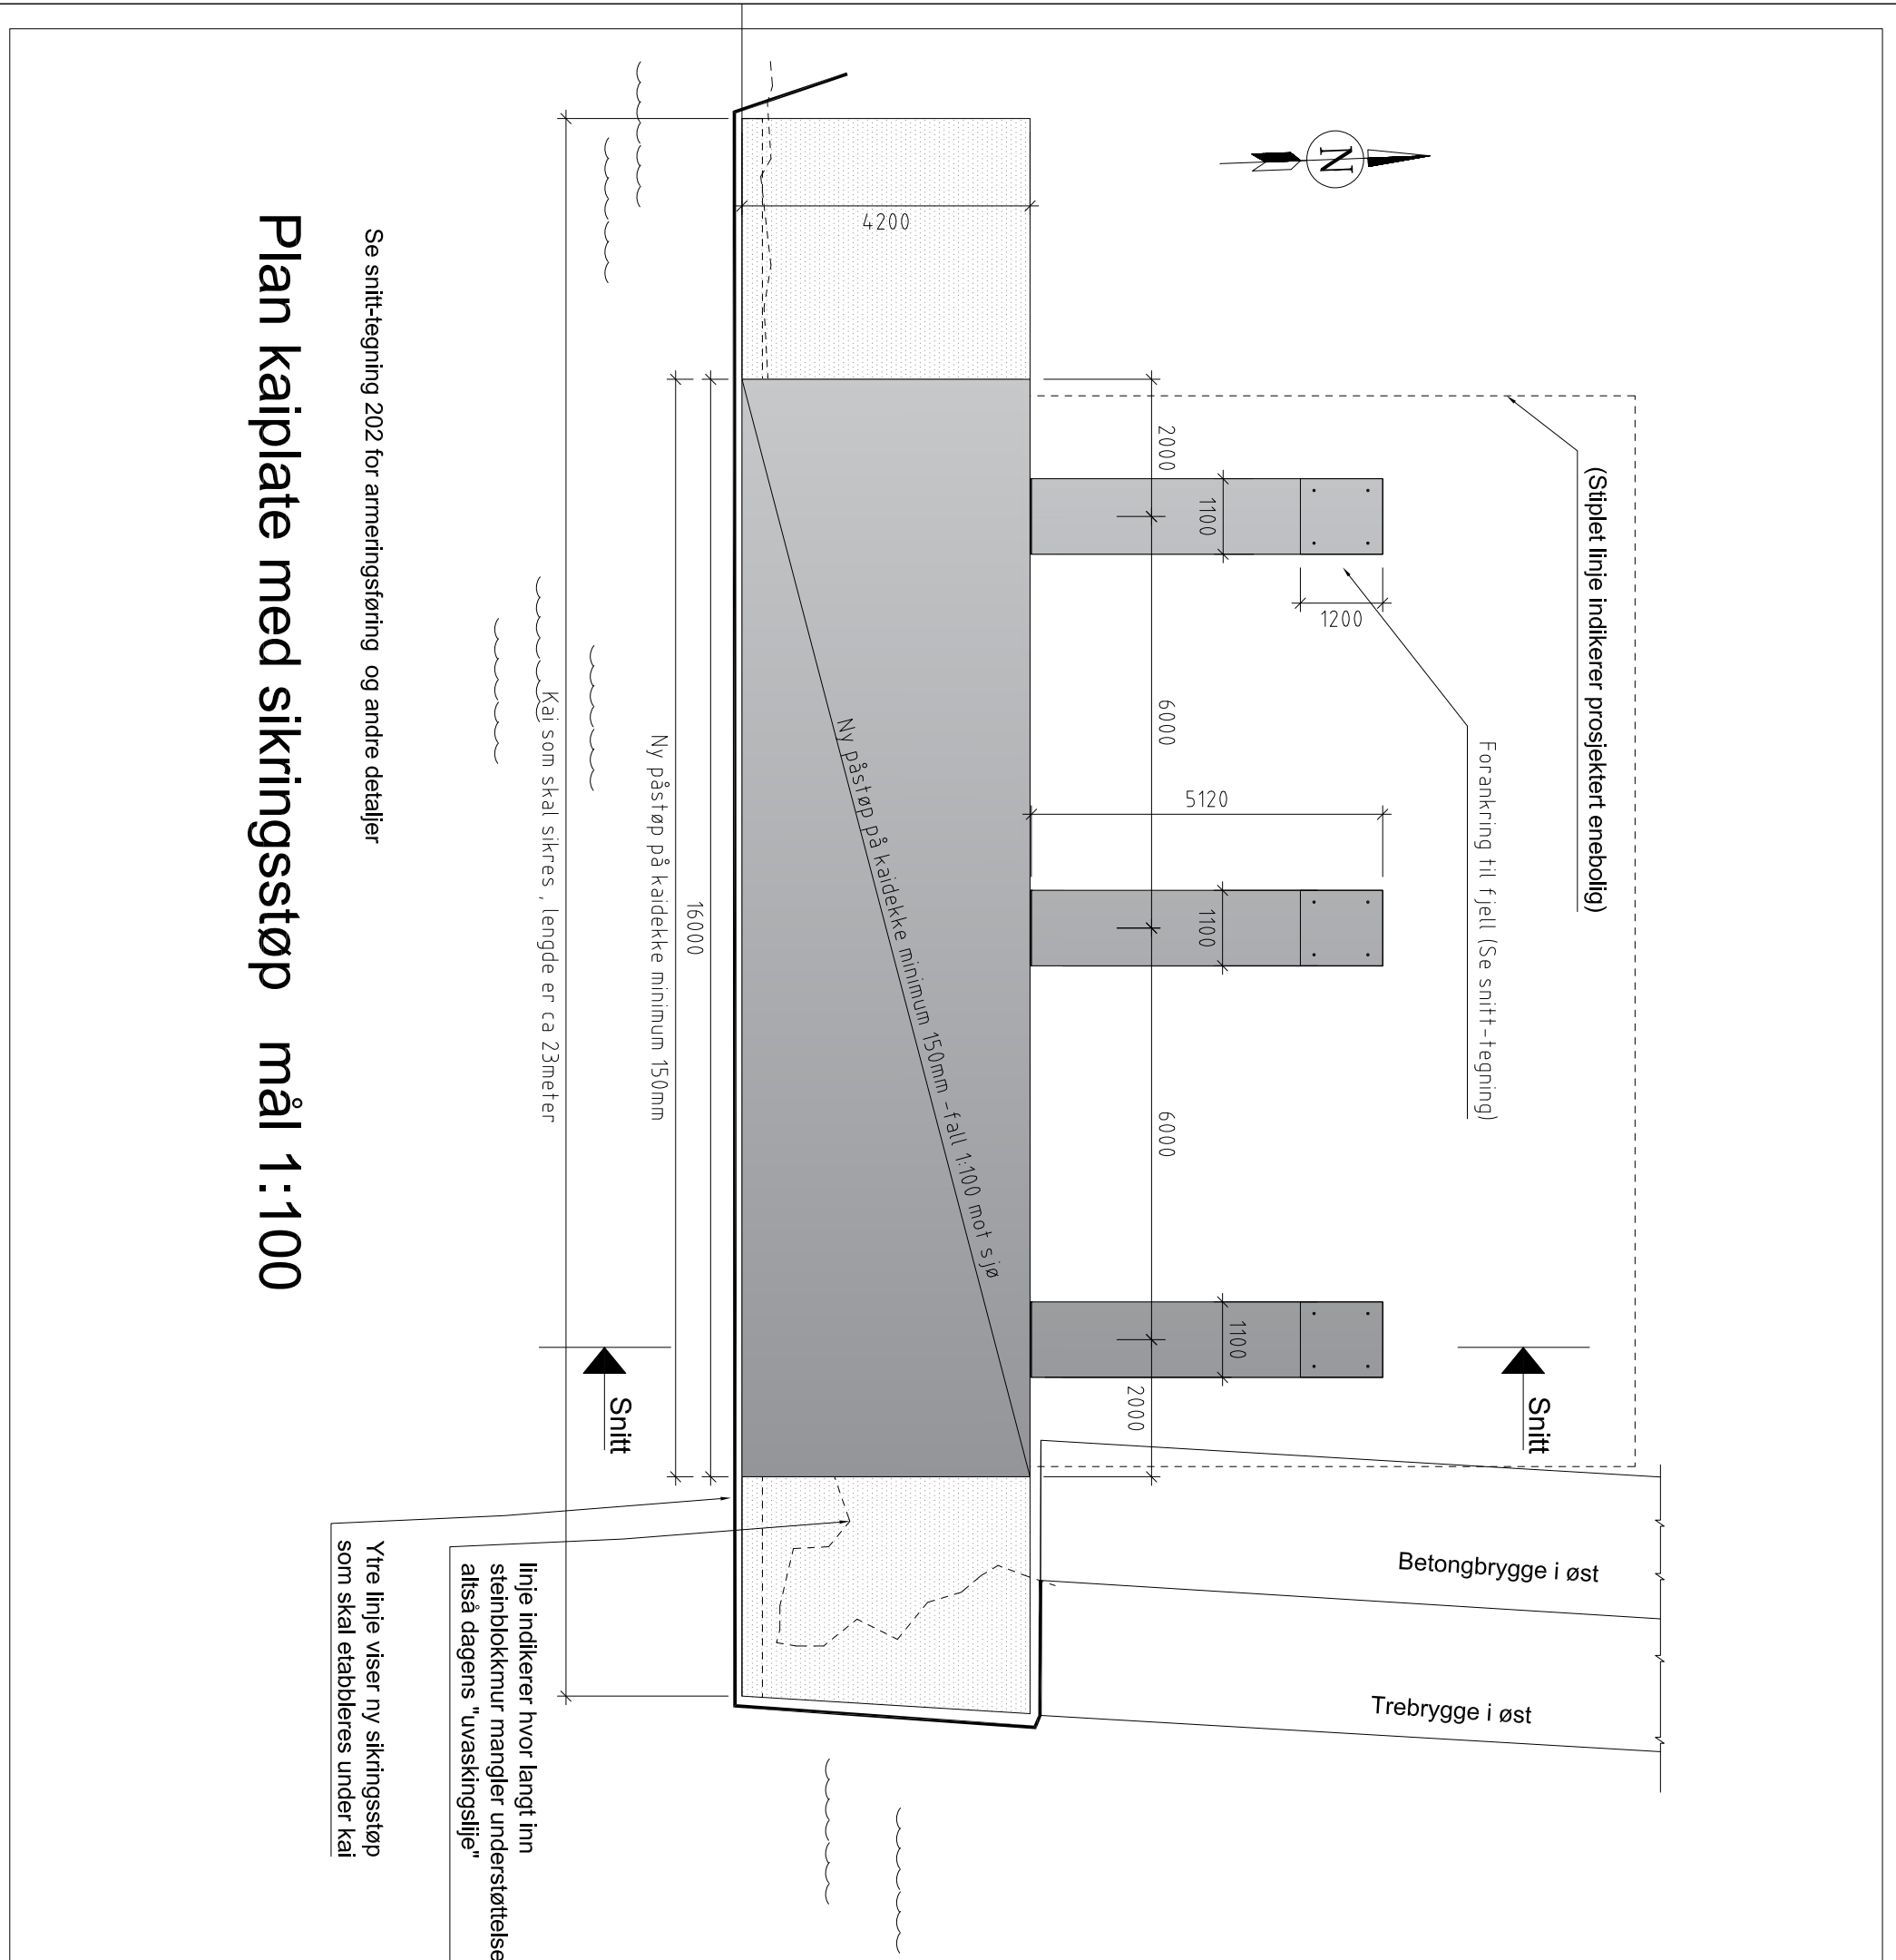 N
(Stiplet linje indikerer prosjektert enebolig)
Forankring til fjell (Se snitt-tegning)
2000
6000
6000
2000
1100
1100
1100
1200
5120
4200
Snitt
Snitt
Betongbrygge i øst
Trebrygge i øst
Ny påstøp på kaidekke minimum 150mm -fall 1:100 mot sjø
16000
Ny påstøp på kaidekke minimum 150mm
Kai som skal sikres , lengde er ca 23meter
linje indikerer hvor langt inn
steinblokkmur mangler understøttelse
altså dagens "uvaskingslije"
Ytre linje viser ny sikringsstøp
som skal etabbleres under kai
Se snitt-tegning 202 for armeringsføring og andre detaljer
Plan kaiplate med sikringsstøp mål 1:100